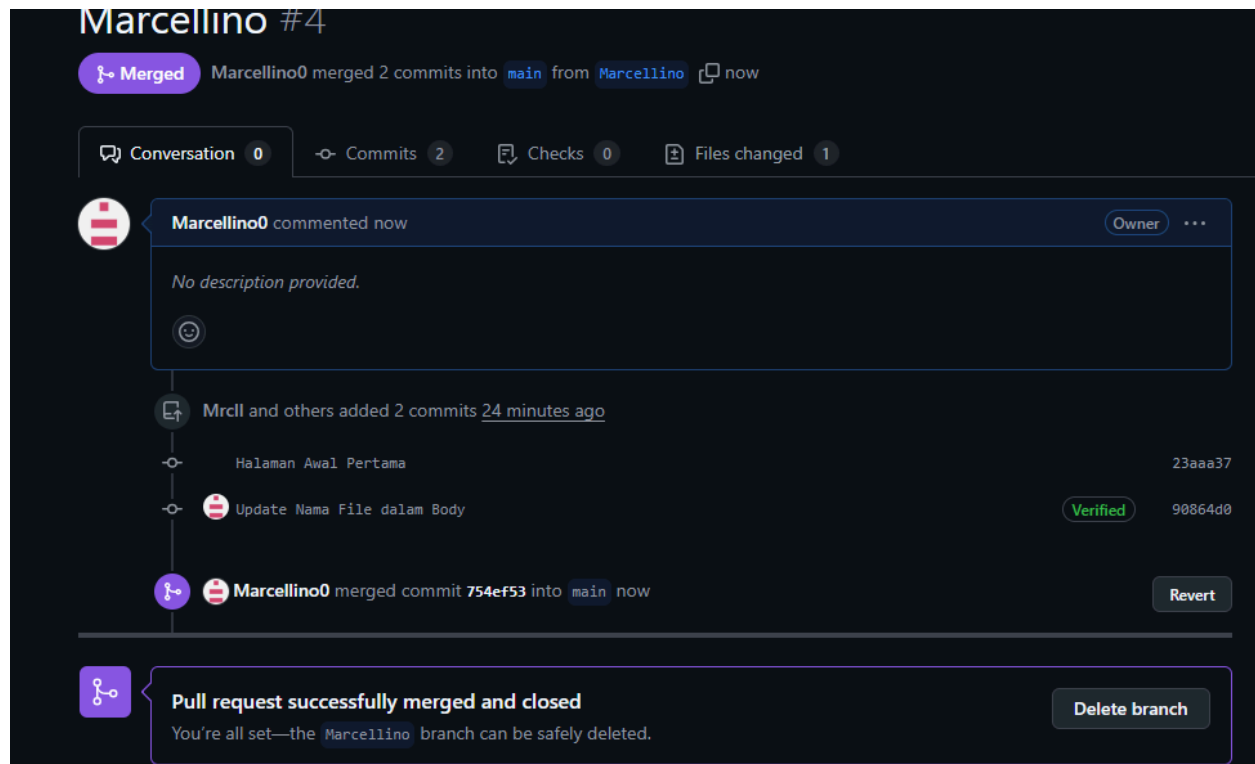 Marcellino #4
Merged Marcellino0 merged 2 commits into main from Marcellino now
Conversation 0 Commits 2 Checks 0 Files changed 1
Marcellino0 commented now Owner
No description provided.
Mrcll and others added 2 commits 24 minutes ago
Halaman Awal Pertama 23aaa37
Update Nama File dalam Body Verified 90864d0
Marcellino0 merged commit 754ef53 into main now Revert
Pull request successfully merged and closed
You're all set—the Marcellino branch can be safely deleted.
Delete branch